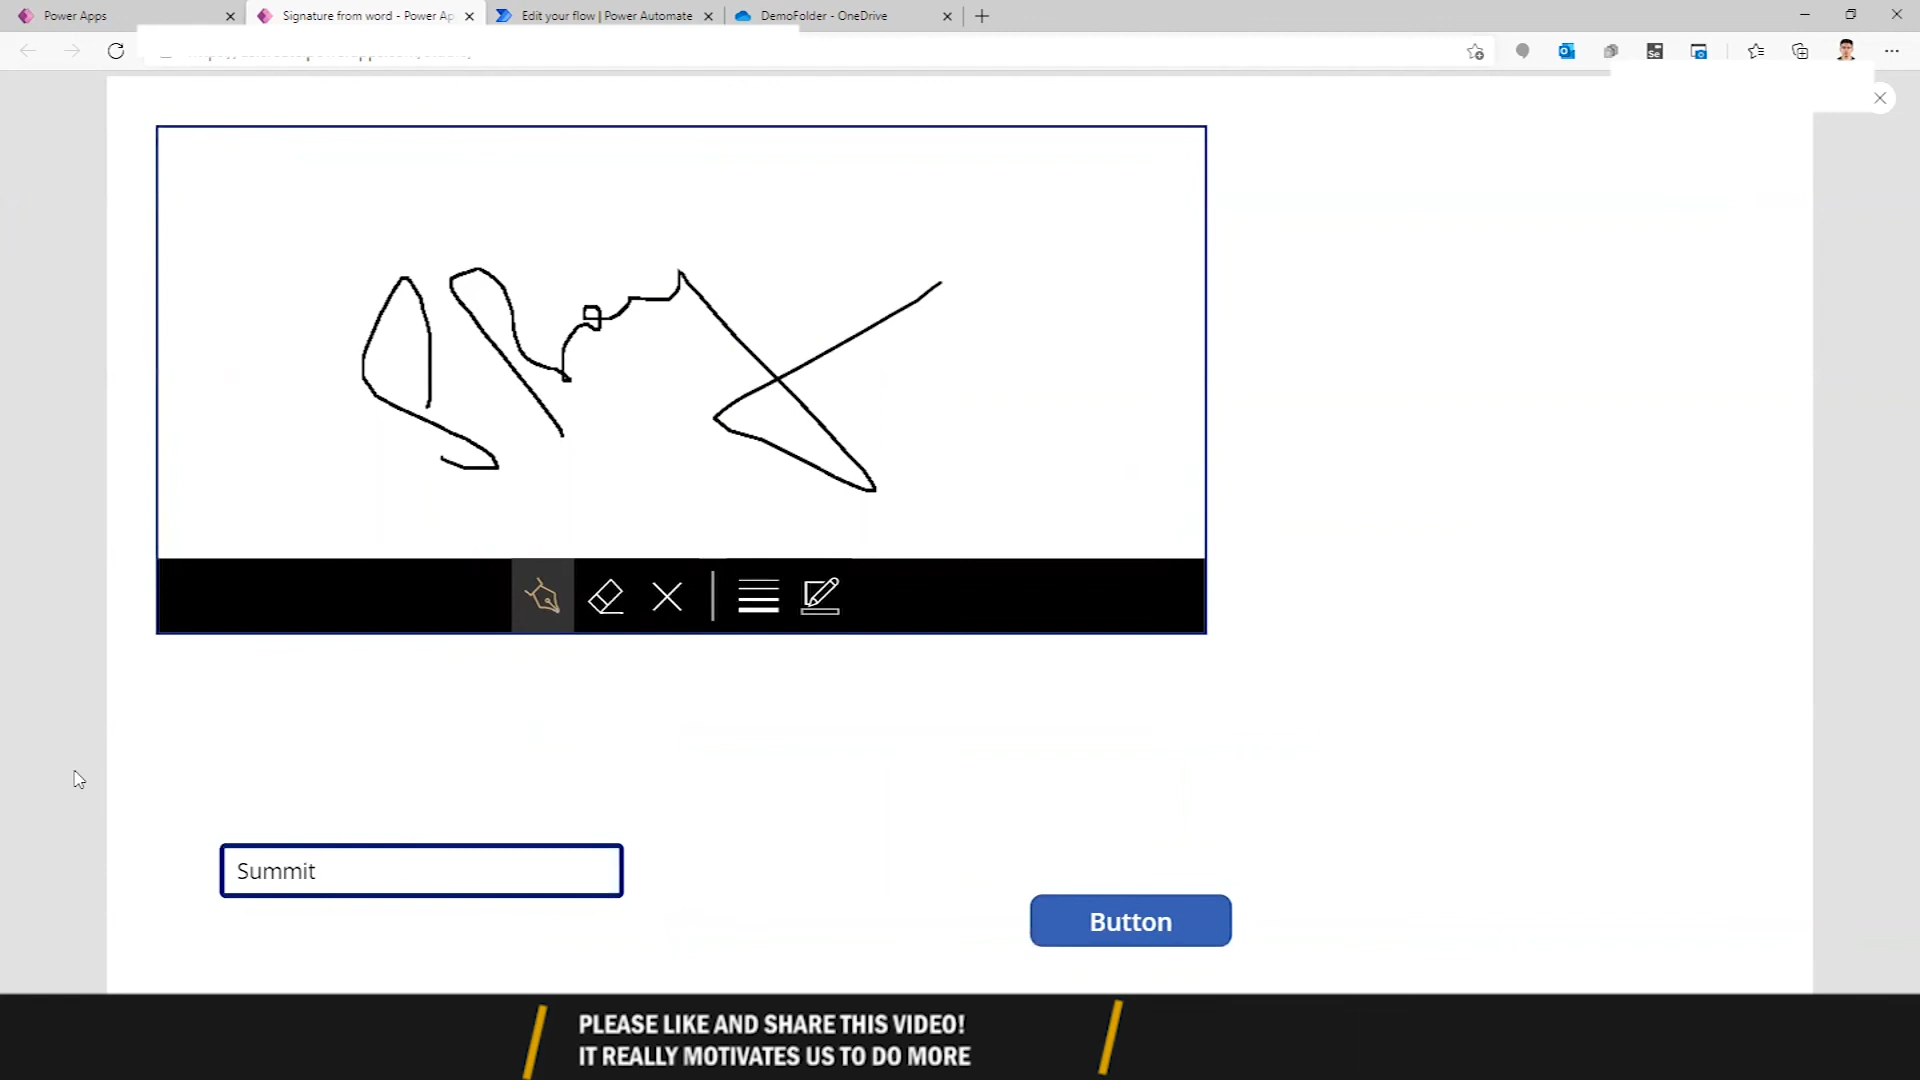 Power Apps
Signature from word - Power Ap
Edit your flow | Power Automate
DemoFolder - OneDrive
Se
Summit
Button
PLEASE LIKE AND SHARE THIS VIDEO!
IT REALLY MOTIVATES US TO DO MORE